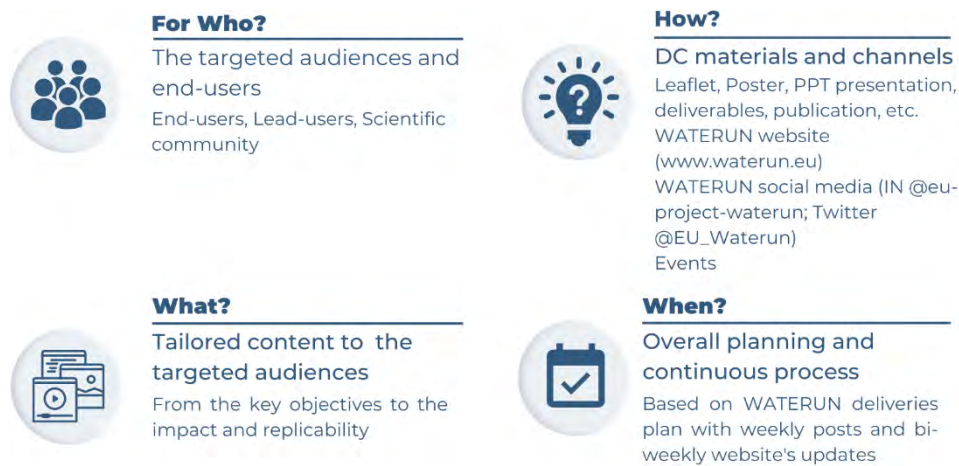 For Who?
The targeted audiences and
end-users
End-users, Lead-users, Scientific
community
How?
DC materials and channels
Leaflet, Poster, PPT presentation,
deliverables, publication, etc.
WATERUN website
(www.waterun.eu)
WATERUN social media (IN @eu-
project-waterun; Twitter
@EU_Waterun)
Events
What?
Tailored content to the
targeted audiences
From the key objectives to the
impact and replicability
When?
Overall planning and
continuous process
Based on WATERUN deliveries
plan with weekly posts and bi-
weekly website's updates